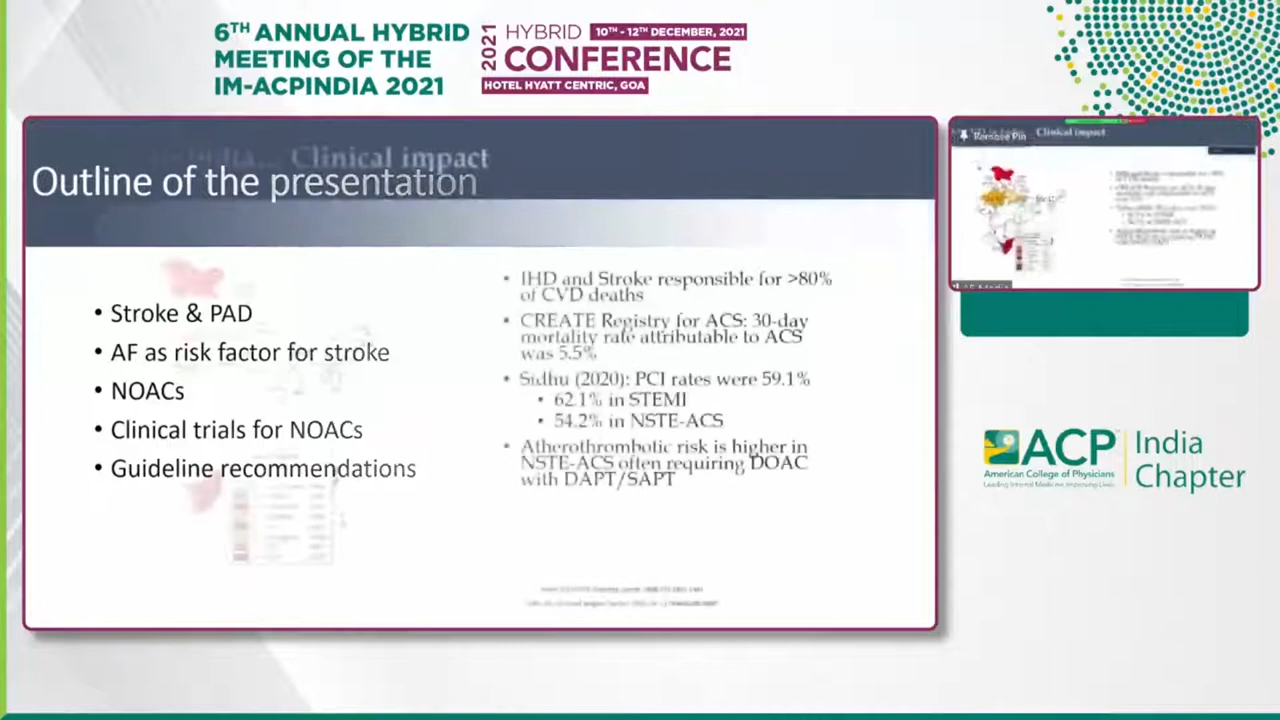 6TH ANNUAL HYBRID
MEETING OF THE
IM-ACPINDIA 2021
2021
HYBRID 10TH - 12TH DECEMBER, 2021
CONFERENCE
HOTEL HYATT CENTRIC, GOA
Clinical impact
Outline of the presentation
• Stroke & PAD
• AF as risk factor for stroke
• NOACs
• Clinical trials for NOACs
• Guideline recommendations
• IHD and Stroke responsible for >80%
of CVD deaths
• CREATE Registry for ACS: 30-day
mortality rate attributable to ACS
was 5.5%
• Sidhu (2020): PCI rates were 59.1%
• 62.1% in STEMI
• 54.2% in NSTE-ACS
• Atherothrombotic risk is higher in
NSTE-ACS often requiring DOAC
with DAPT/SAPT
Remove Pin
Clinical impact
ACP
American College of Physicians
Leading Internal Medicine, Improving Lives
India
Chapter